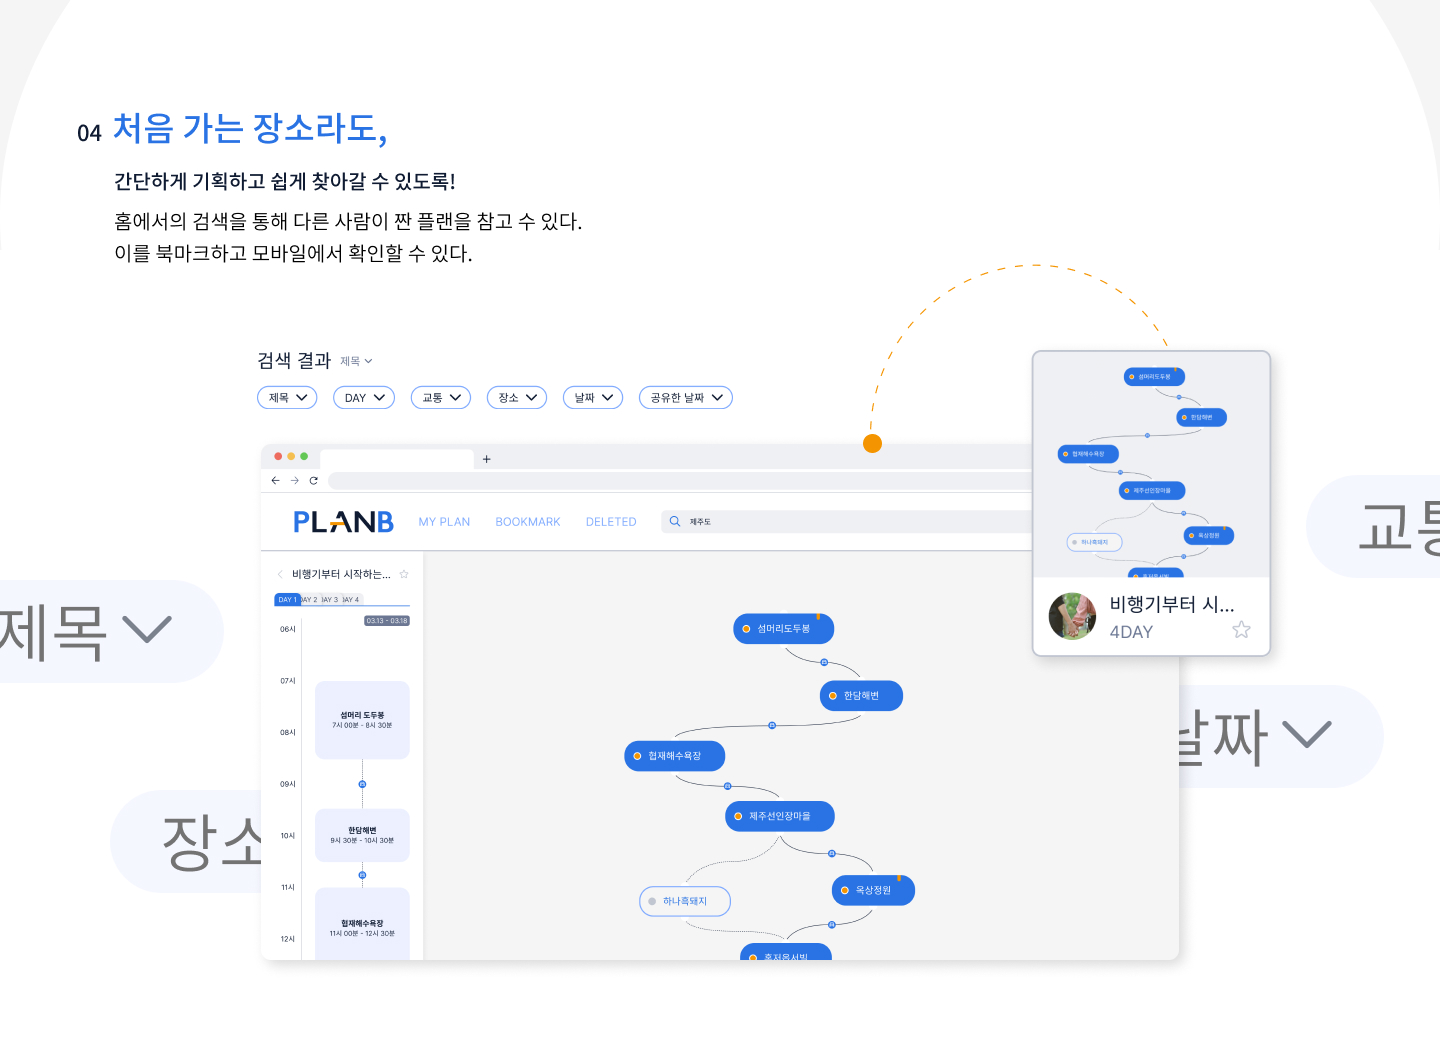 04 처음 가는 장소라도,
간단하게 기획하고 쉽게 찾아갈 수 있도록!
홈에서의 검색을 통해 다른 사람이 짠 플랜을 참고 수 있다.
이를 북마크하고 모바일에서 확인할 수 있다.
검색 결과 제목
제목 DAY 교통 장소 날짜 공유한 날짜
+
PLANB MY PLAN BOOKMARK DELETED 제주도
비행기부터 시작하는...
DAY 1 DAY 2 DAY 3 DAY 4
03.13 - 03.18
06시
07시
섬머리 도두봉
7시 00분 - 8시 30분
08시
09시
한담해변
9시 30분 - 10시 30분
10시
11시
협재해수욕장
11시 00분 - 12시 30분
12시
섬머리도두봉
한담해변
협재해수욕장
제주선인장마을
하나흑돼지
옥상정원
섬머리도두봉
한담해변
협재해수욕장
제주선인장마을
하나흑돼지
옥상정원
비행기부터 시...
4DAY
제목
장소
교통
날짜